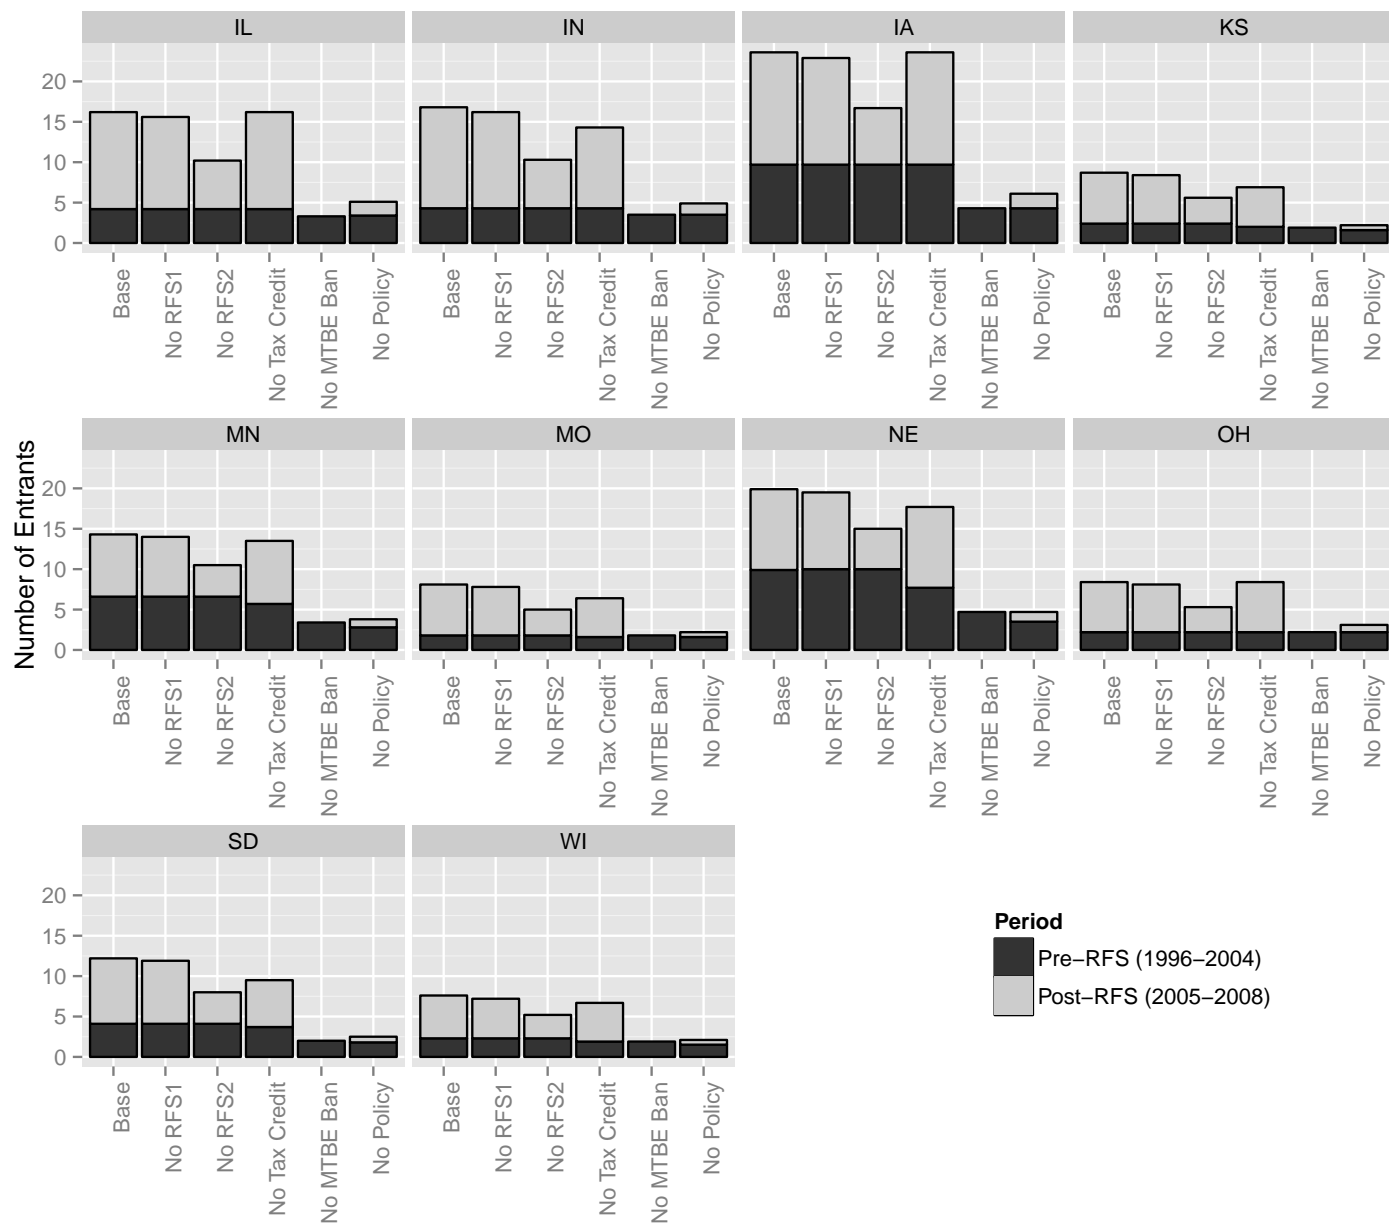 IL IN IA KS
20
15
10
5
0
Base No RFS1 No RFS2 No Tax Credit No MTBE Ban No Policy Base No RFS1 No RFS2 No Tax Credit No MTBE Ban No Policy Base No RFS1 No RFS2 No Tax Credit No MTBE Ban No Policy Base No RFS1 No RFS2 No Tax Credit No MTBE Ban No Policy
Number of Entrants
MN MO NE OH
20
15
10
5
0
Base No RFS1 No RFS2 No Tax Credit No MTBE Ban No Policy Base No RFS1 No RFS2 No Tax Credit No MTBE Ban No Policy Base No RFS1 No RFS2 No Tax Credit No MTBE Ban No Policy Base No RFS1 No RFS2 No Tax Credit No MTBE Ban No Policy
SD WI
20
15
10
5
0
Base No RFS1 No RFS2 No Tax Credit No MTBE Ban No Policy Base No RFS1 No RFS2 No Tax Credit No MTBE Ban No Policy
Period
Pre−RFS (1996−2004)
Post−RFS (2005−2008)